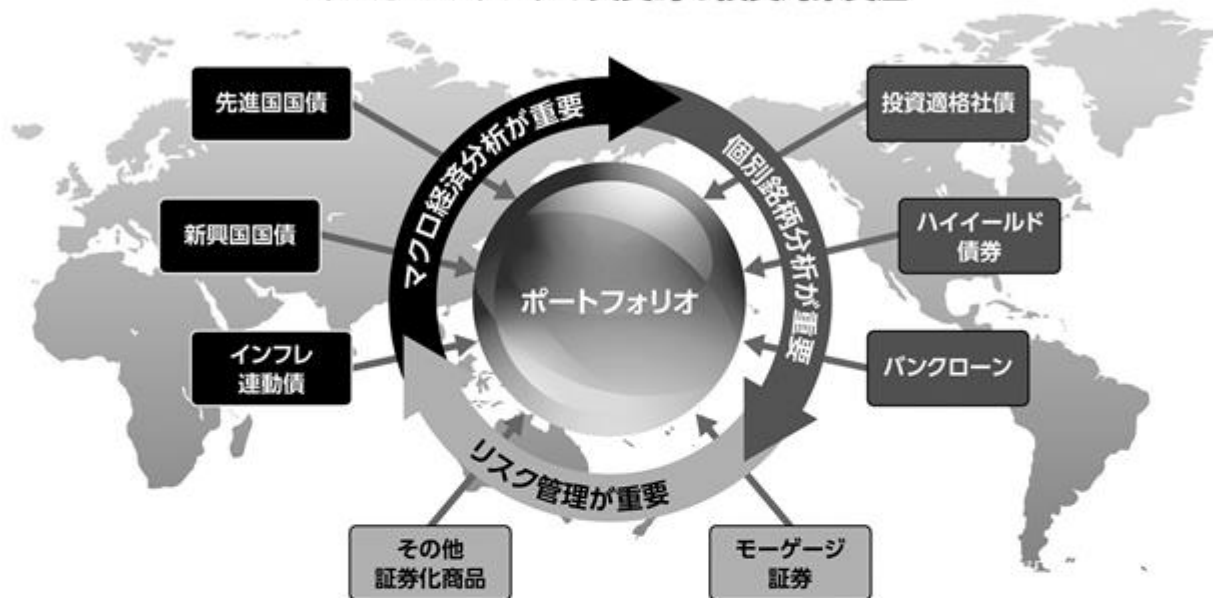 先進国国債
投資適格社債
マクロ経済分析が重要
個別銘柄分析が重要
新興国国債
ハイイールド
債券
ポートフォリオ
インフレ
連動債
バンクローン
リスク管理が重要
その他
証券化商品
モーゲージ
証券